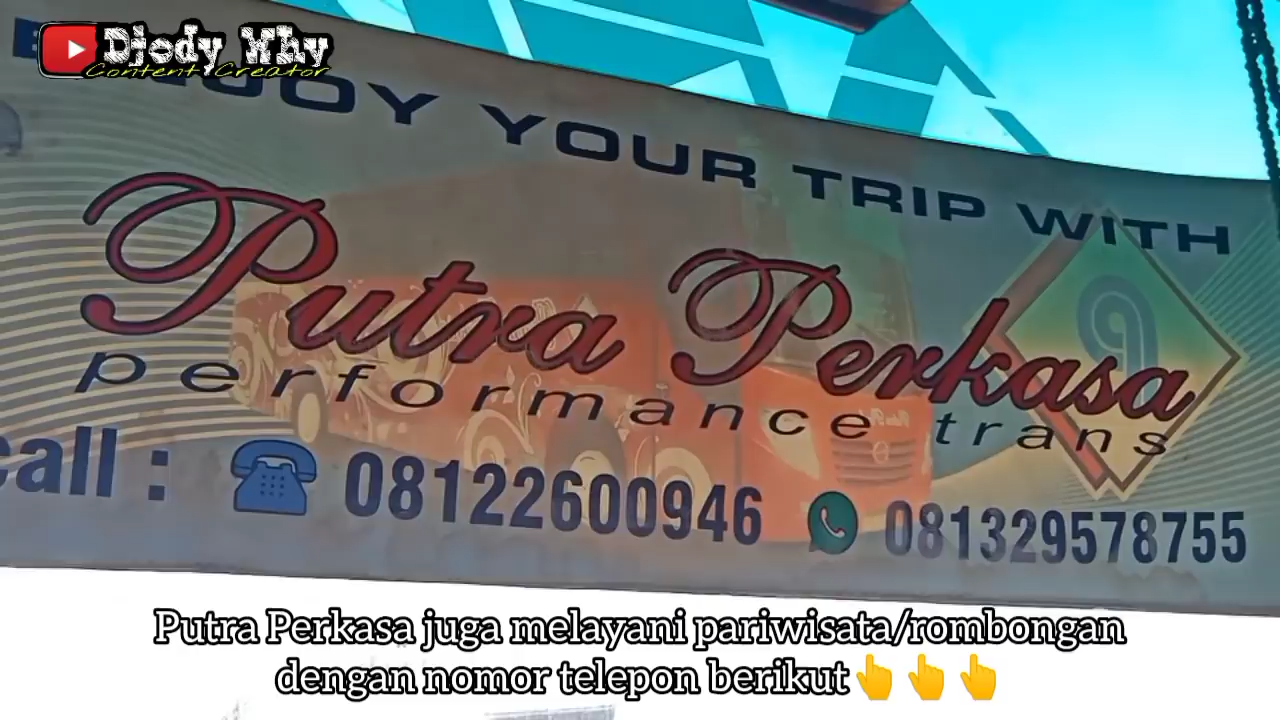 Djody Why
Content Creator
ENJOY YOUR TRIP WITH
Putra Perkasa
performance trans
call : 08122600946 081329578755
Putra Perkasa juga melayani pariwisata/rombongan
dengan nomor telepon berikut👆👆👆